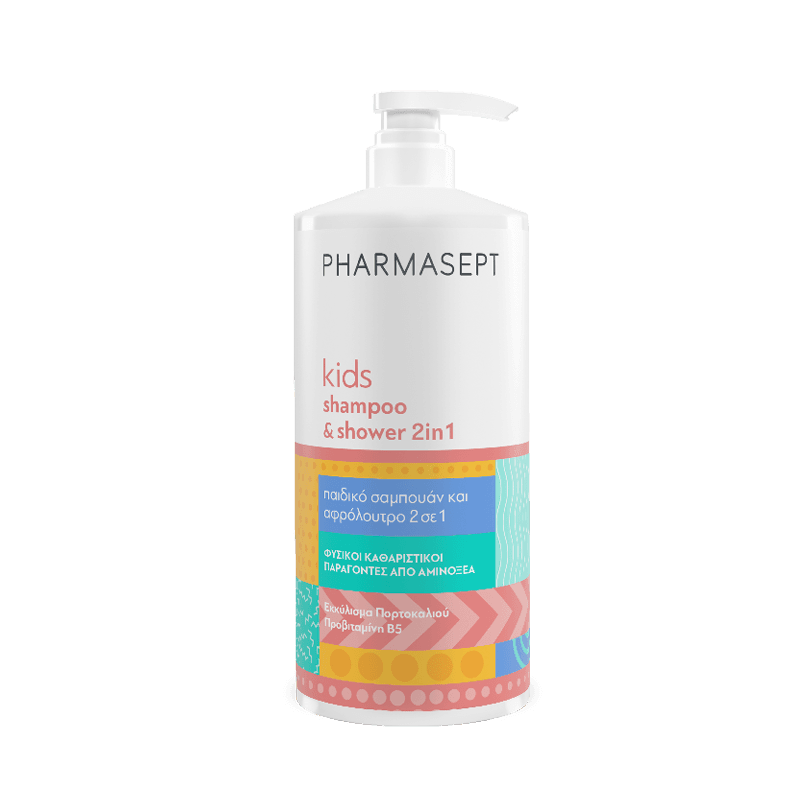 PHARMASEPT
kids
shampoo
& shower 2in1
παιδικό σαμπουάν και
αφρόλουτρο 2 σε 1
ΦΥΣΙΚΟΙ ΚΑΘΑΡΙΣΤΙΚΟΙ
ΠΑΡΑΓΟΝΤΕΣ ΑΠΟ ΑΜΙΝΟΞΕΑ
Εκχύλισμα Πορτοκαλιού
Προβιταμίνη Β5